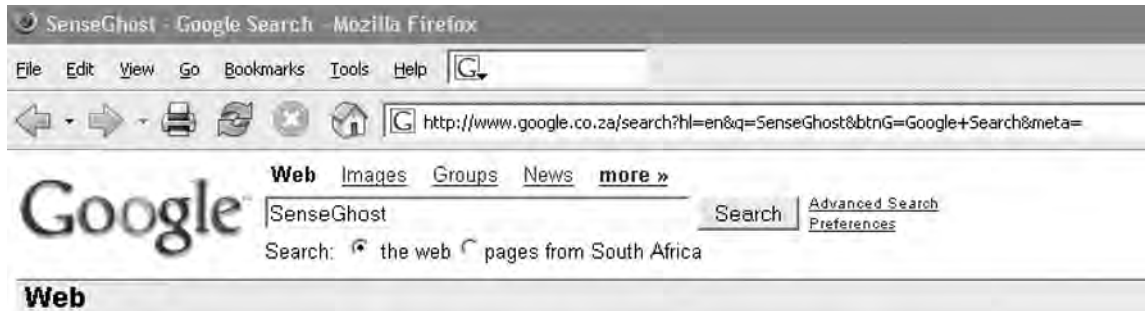 SenseGhost - Google Search - Mozilla Firefox
File Edit View Go Bookmarks Tools Help G
G http://www.google.co.za/search?hl=en&q=SenseGhost&btnG=Google+Search&meta=
Web Images Groups News more »
Google™ SenseGhost Search Advanced Search
Preferences
Search: the web pages from South Africa
Web